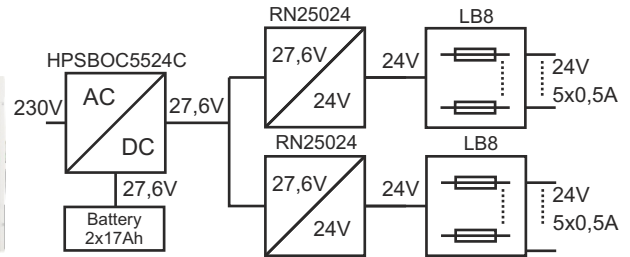 RN25024
LB8
HPSBOC5524C
27,6V
24V
24V
24V
5x0,5A
230V
AC
DC
27,6V
27,6V
Battery
2x17Ah
RN25024
LB8
27,6V
24V
24V
24V
5x0,5A